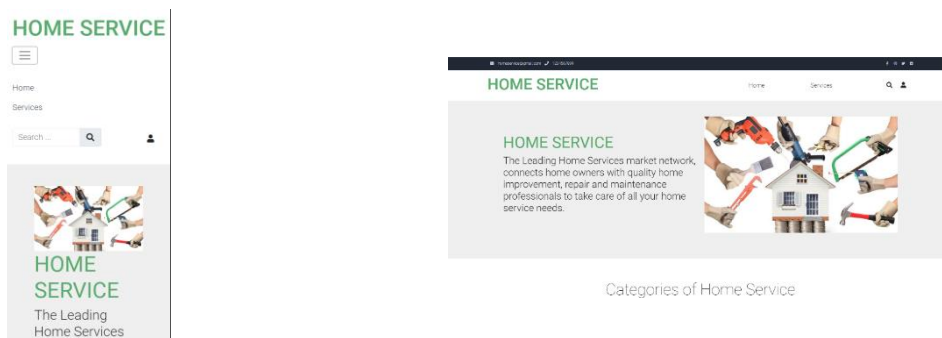 HOME SERVICE
Home
Services
Search ...
HOME
SERVICE
The Leading
Home Services
HOME SERVICE
Home
Services
HOME SERVICE
The Leading Home Services market network,
connects home owners with quality home
improvement, repair and maintenance
professionals to take care of all your home
service needs.
Categories of Home Service